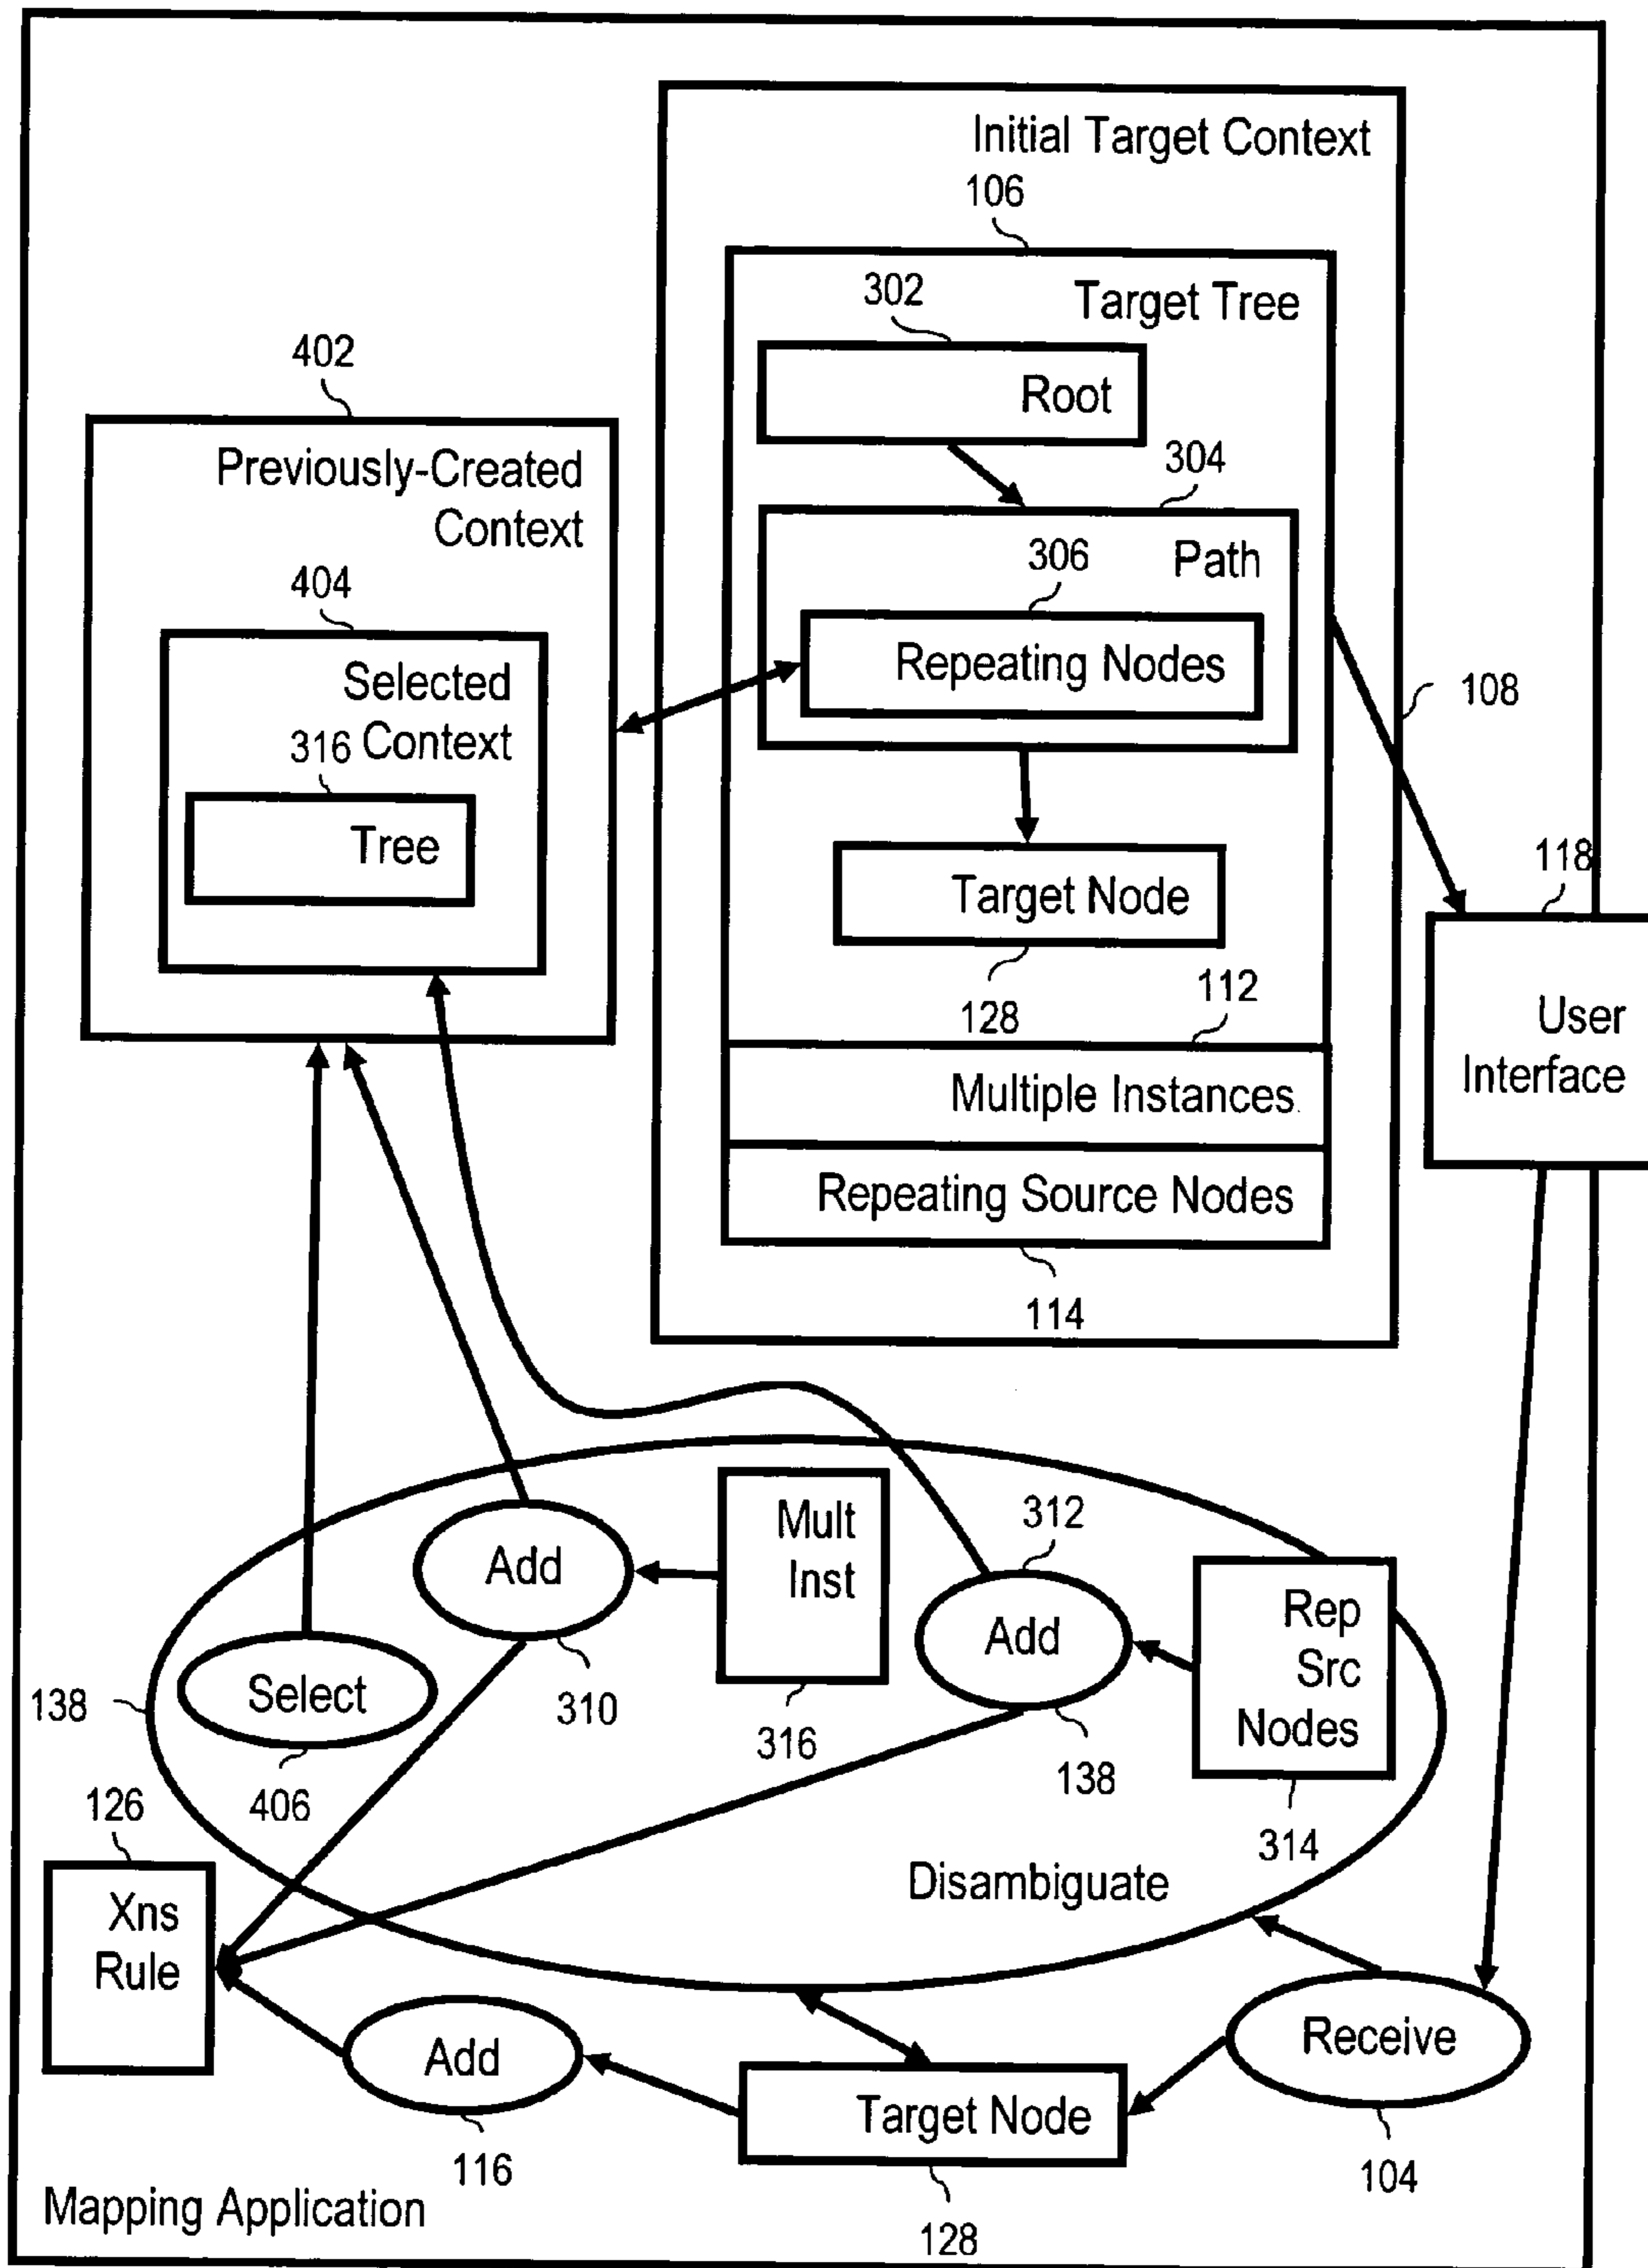 Initial Target Context
106
302
Target Tree
Root
402
304
Previously-Created
Context
306
Path
404
Repeating Nodes
Selected
316 Context
108
Tree
118
Target Node
128
112
User
Interface
Multiple Instances
Repeating Source Nodes
114
312
Mult
Inst
Add
Rep
Src
Nodes
Add
Select
138
310
316
138
406
314
126
Disambiguate
Xns
Rule
Receive
Add
Target Node
116
104
Mapping Application
128